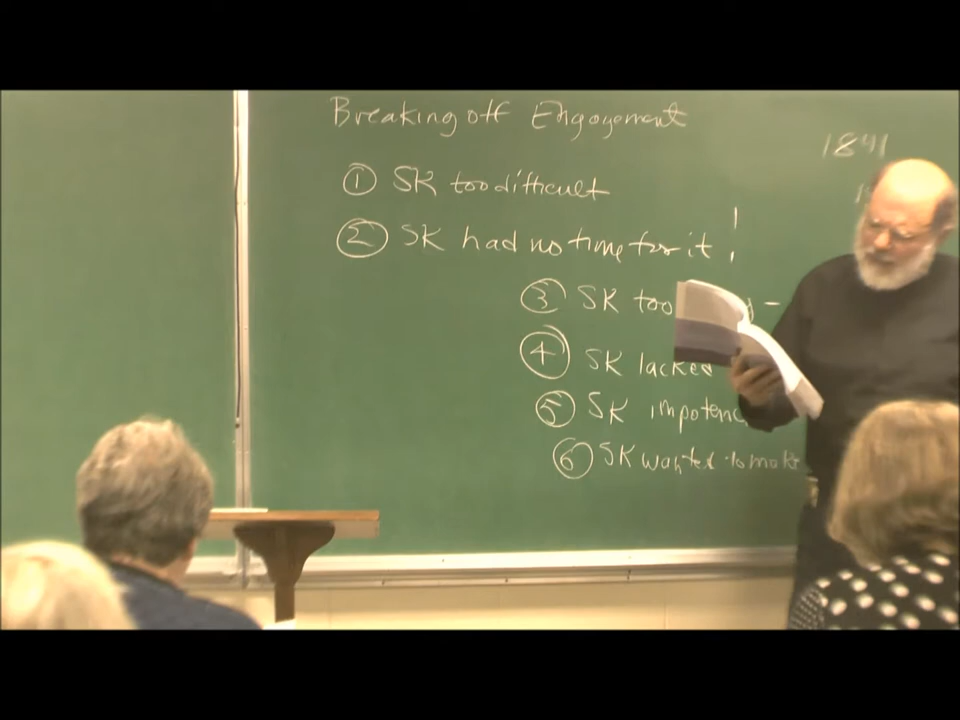 Breaking off Engagement
1841
① SK too difficult
② SK had no time for it!
③ SK too
④ SK lacked
⑤ SK impotenc
⑥ SK wanted to make